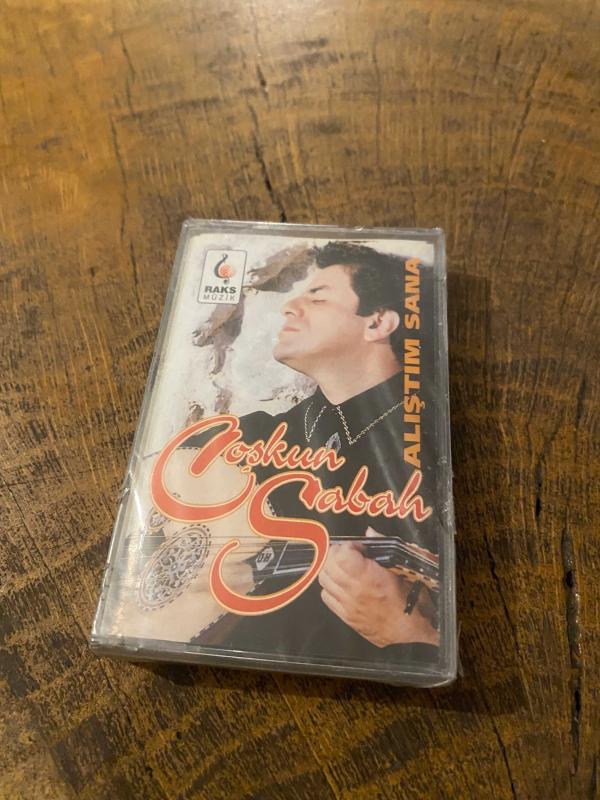 RAKS
MÜZİK
ALIŞTIM SANA
Coşkun
Sabah